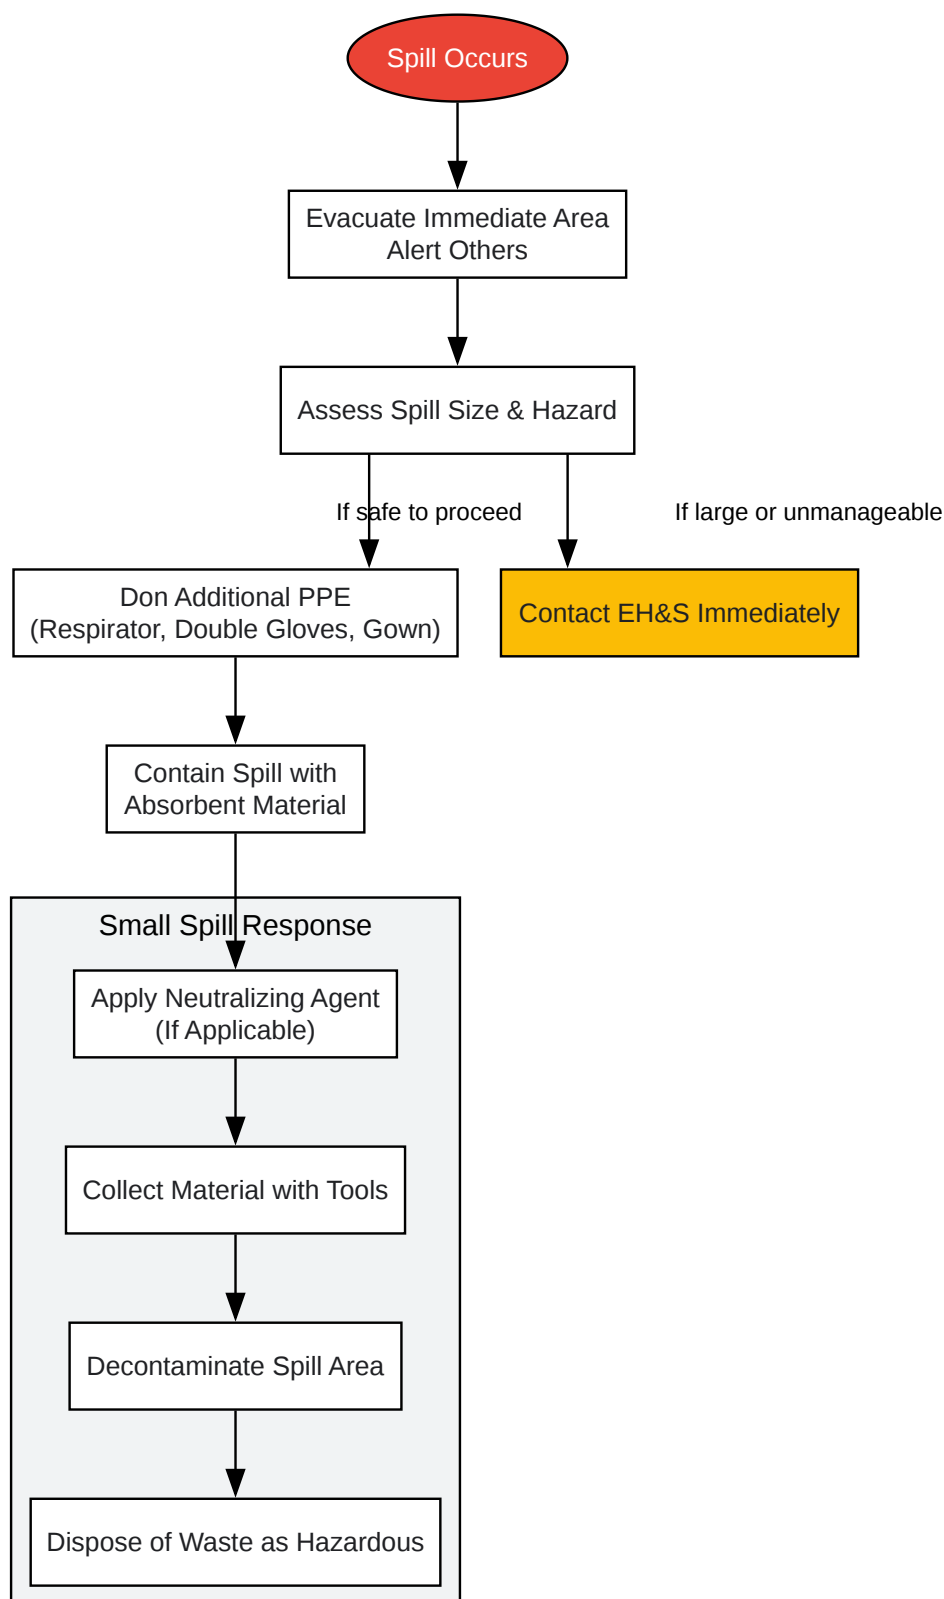 Spill Occurs
Evacuate Immediate Area
Alert Others
Assess Spill Size & Hazard
If safe to proceed
If large or unmanageable
Don Additional PPE
(Respirator, Double Gloves, Gown)
Contact EH&S Immediately
Contain Spill with
Absorbent Material
Small Spill Response
Apply Neutralizing Agent
(If Applicable)
Collect Material with Tools
Decontaminate Spill Area
Dispose of Waste as Hazardous